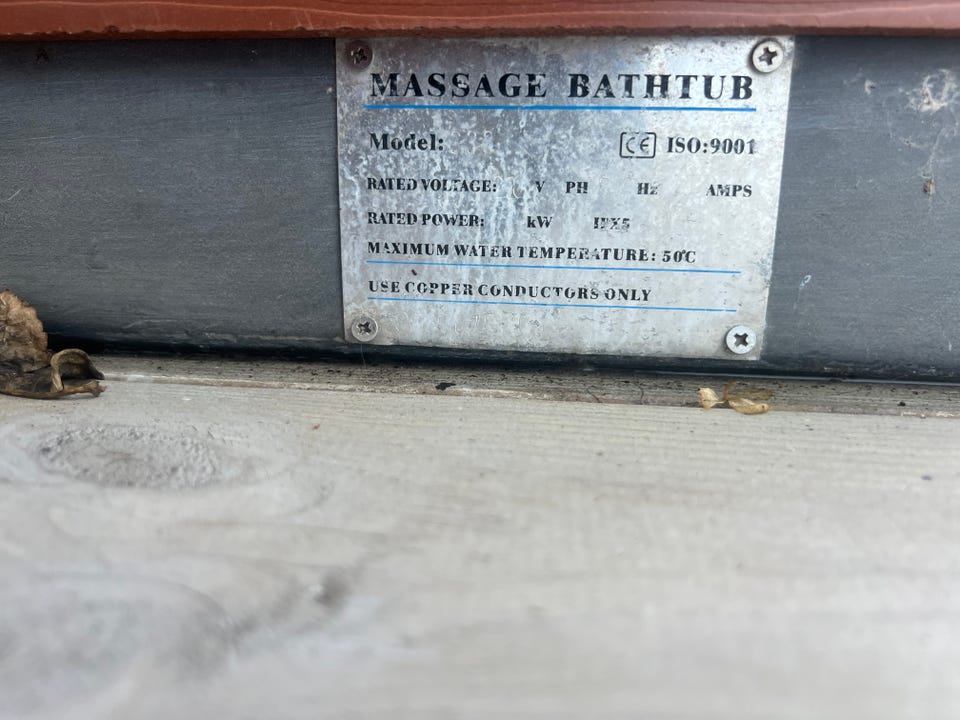 MASSAGE BATHTUB
Model: CE ISO:9001
RATED VOLTAGE: V PH Hz AMPS
RATED POWER: kW IPX5
MAXIMUM WATER TEMPERATURE: 50°C
USE COPPER CONDUCTORS ONLY